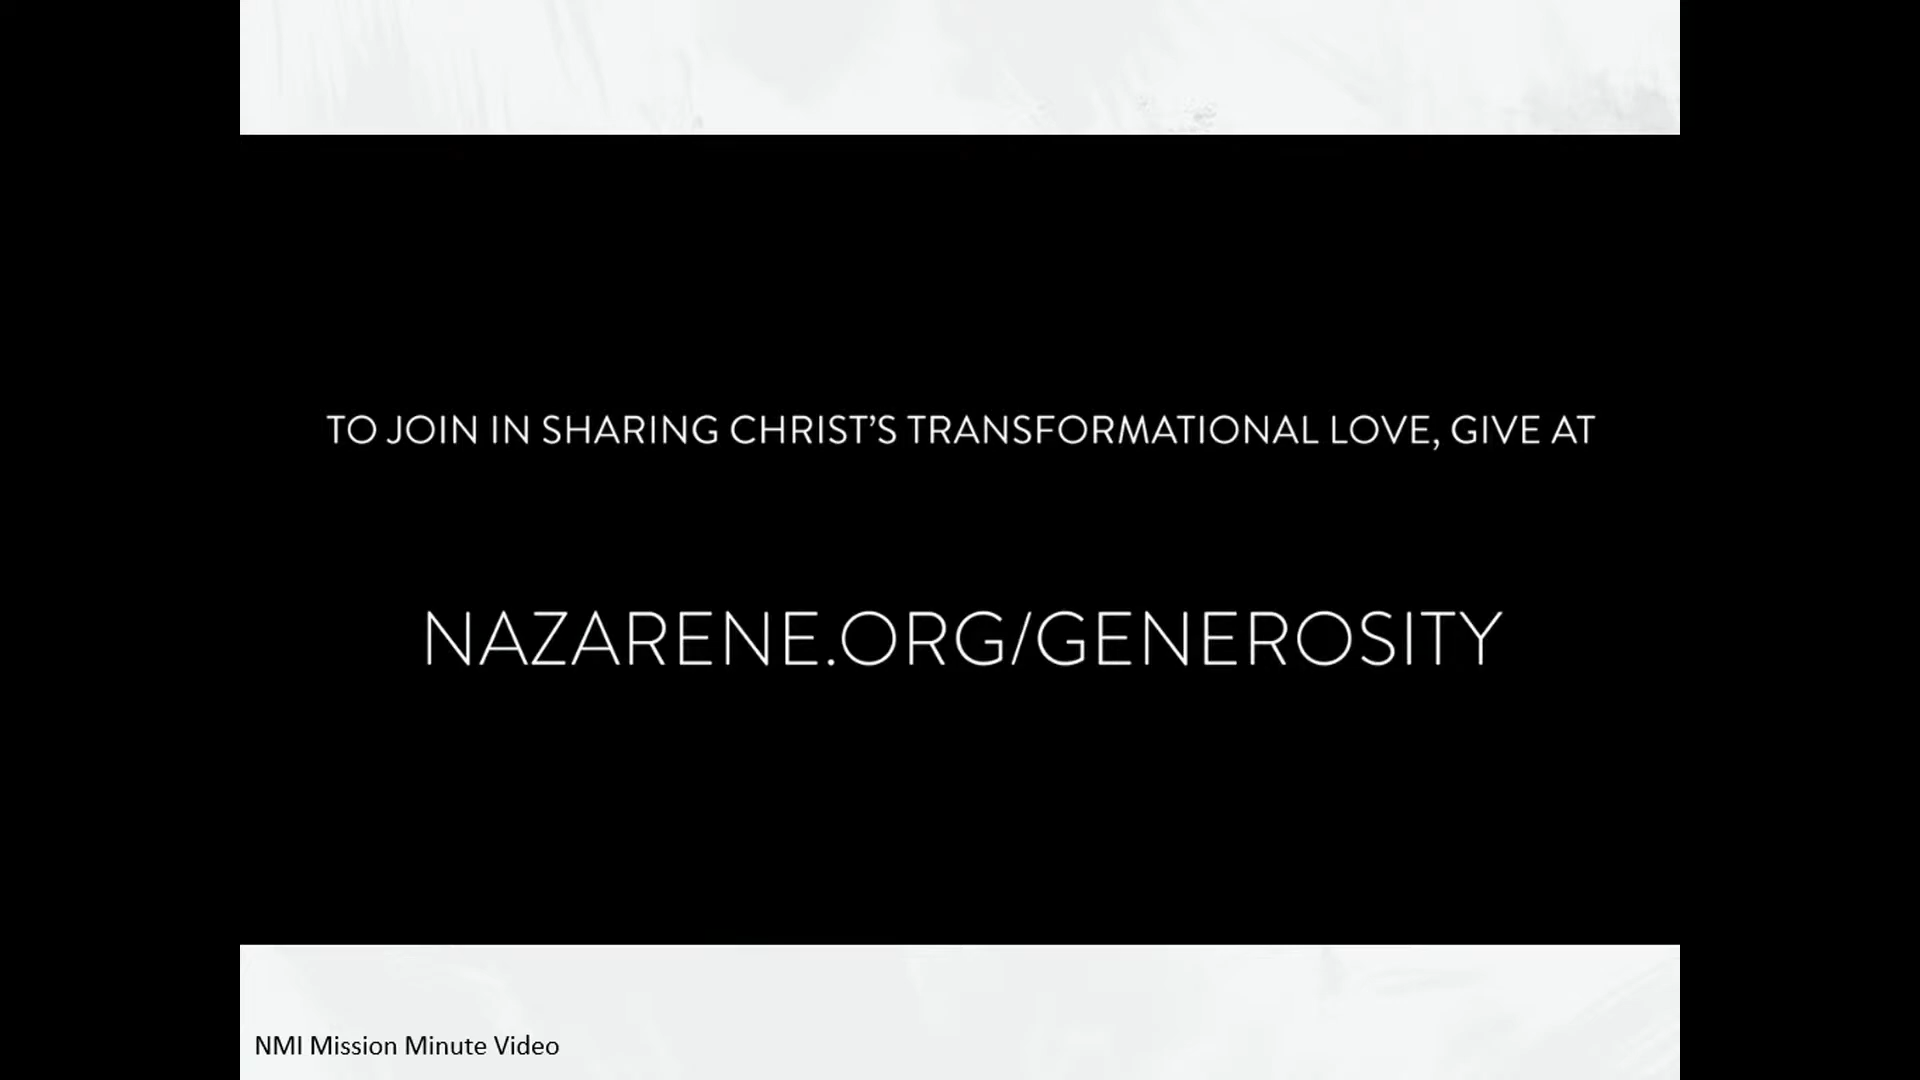 TO JOIN IN SHARING CHRIST’S TRANSFORMATIONAL LOVE, GIVE AT
NAZARENE.ORG/GENEROSITY
NMI Mission Minute Video